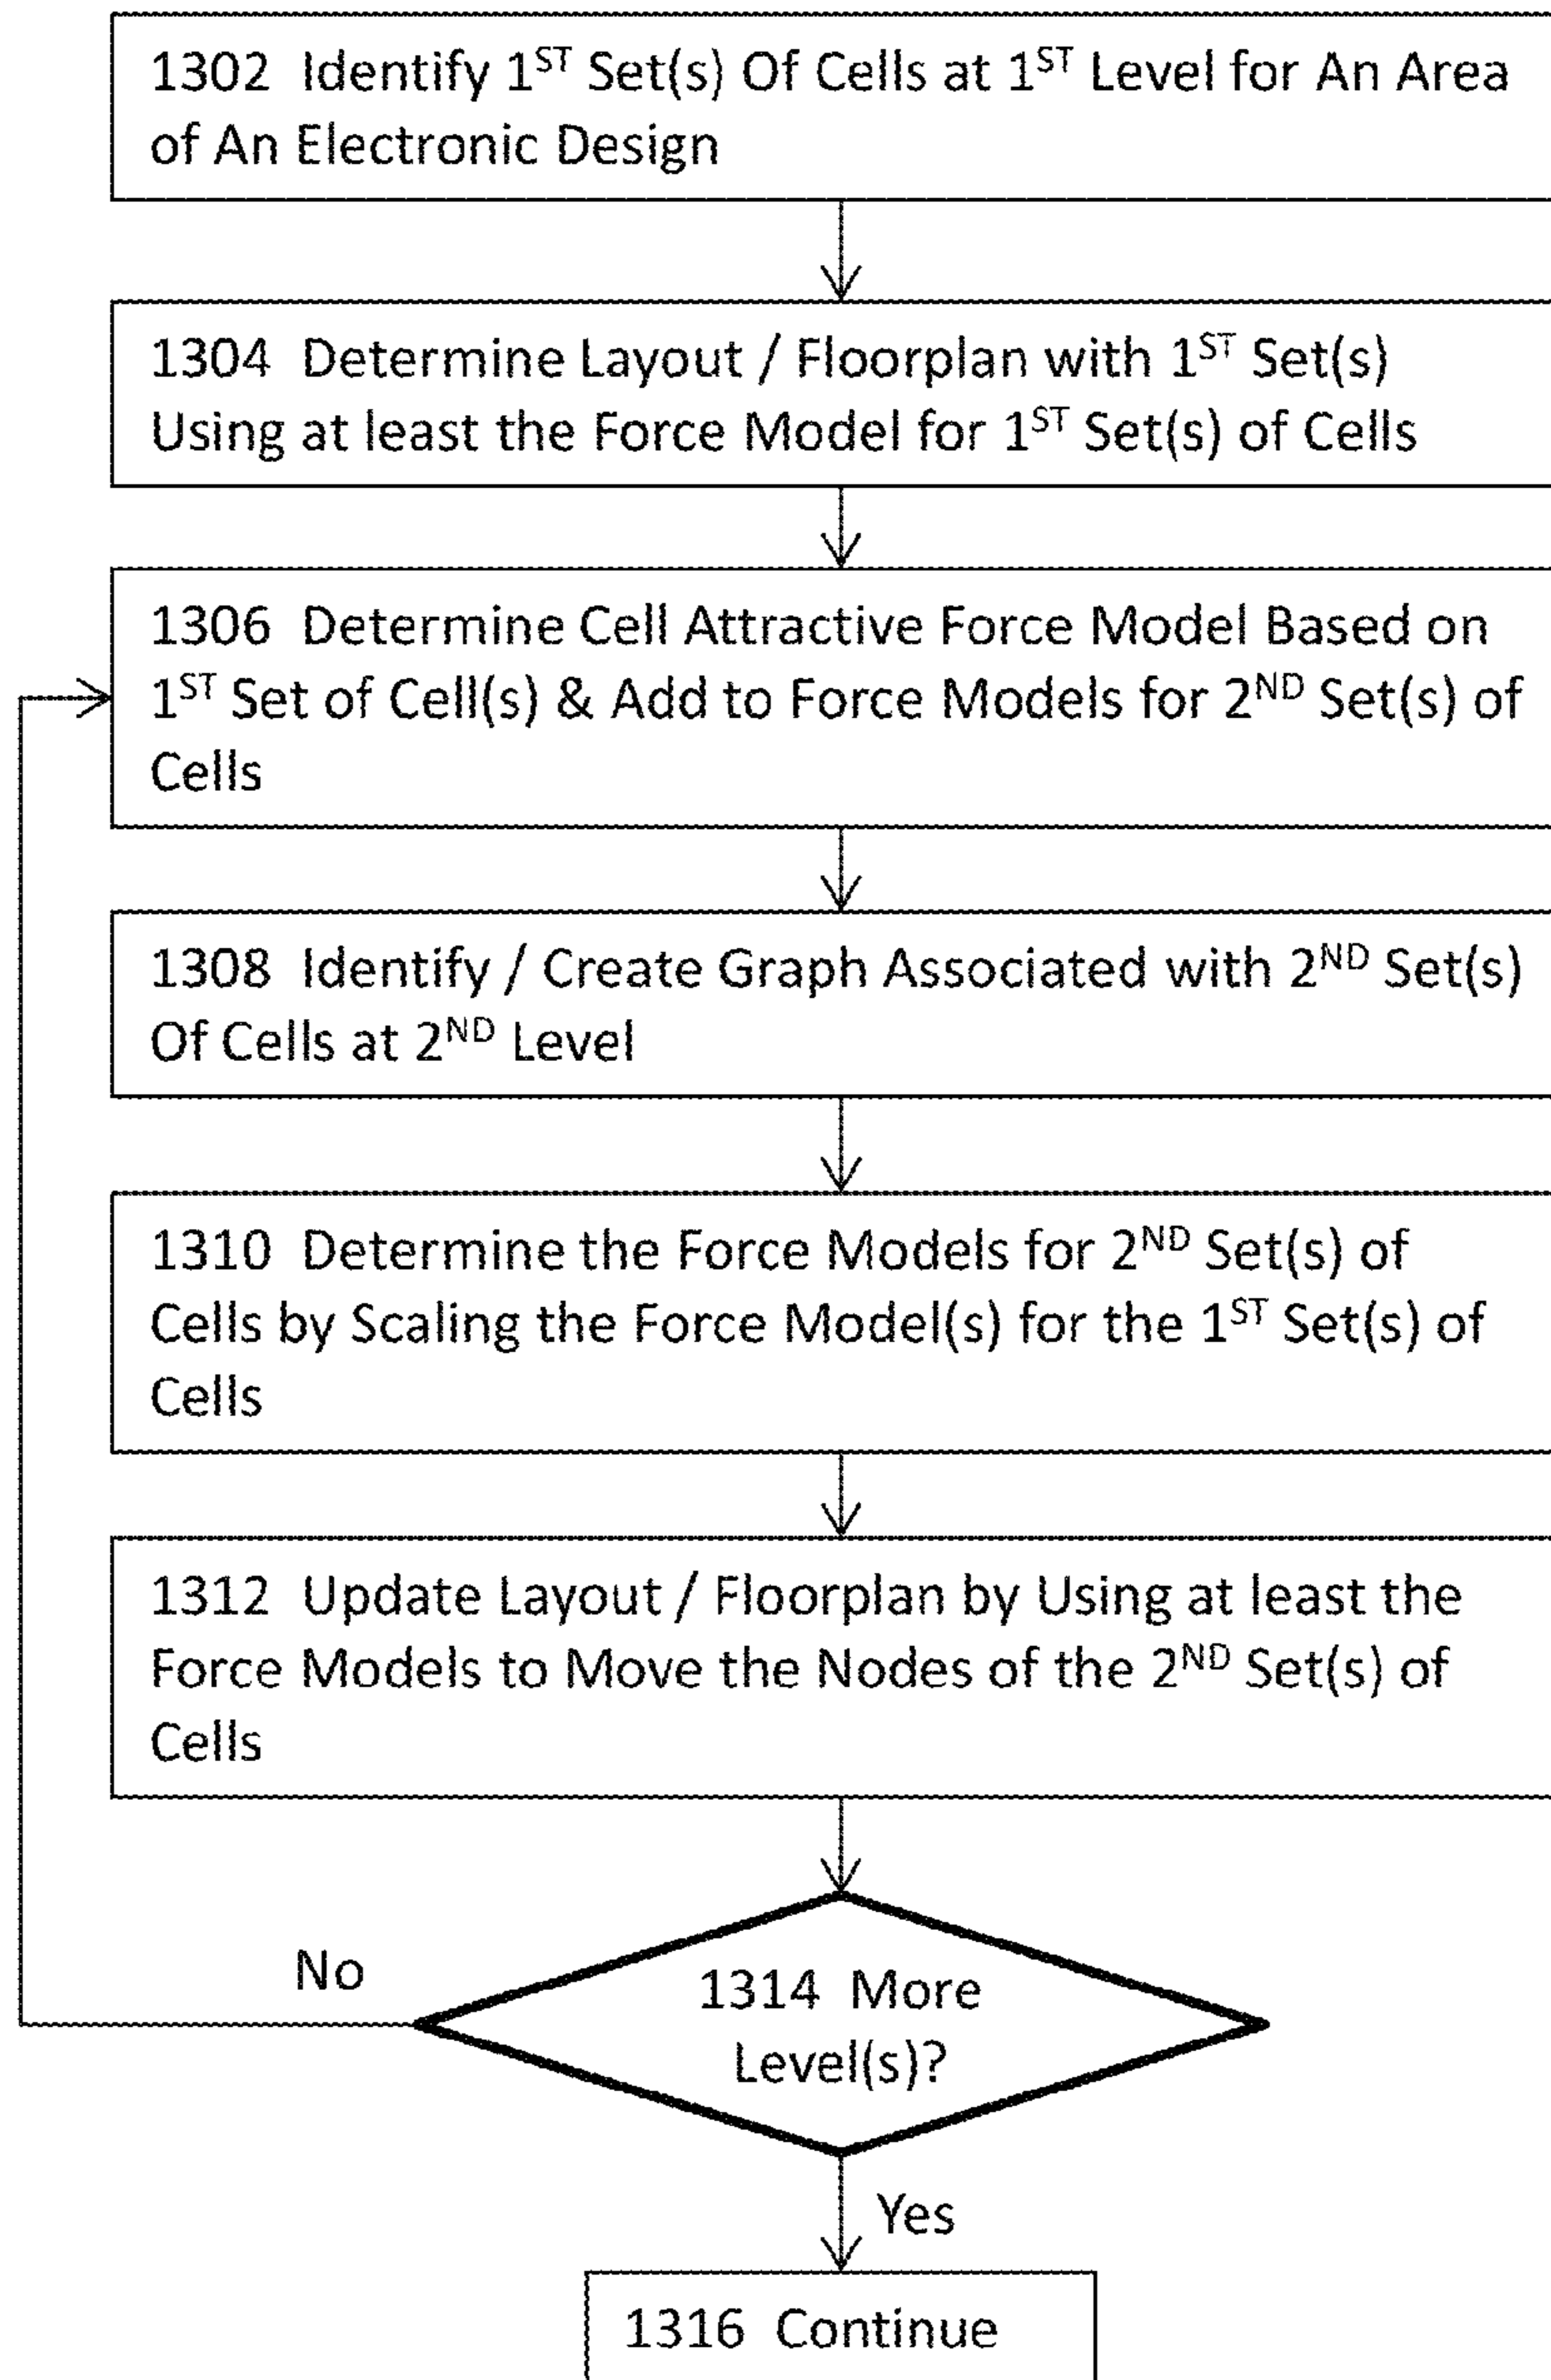 1302 Identify 1ST Set(s) Of Cells at 1ST Level for An Area
of An Electronic Design
1304 Determine Layout / Floorplan with 1ST Set(s)
Using at least the Force Model for 1ST Set(s) of Cells
1306 Determine Cell Attractive Force Model Based on
1ST Set of Cell(s) & Add to Force Models for 2ND Set(s) of
Cells
1308 Identify / Create Graph Associated with 2ND Set(s)
Of Cells at 2ND Level
1310 Determine the Force Models for 2ND Set(s) of
Cells by Scaling the Force Model(s) for the 1ST Set(s) of
Cells
1312 Update Layout / Floorplan by Using at least the
Force Models to Move the Nodes of the 2ND Set(s) of
Cells
No
1314 More
Level(s)?
Yes
1316 Continue